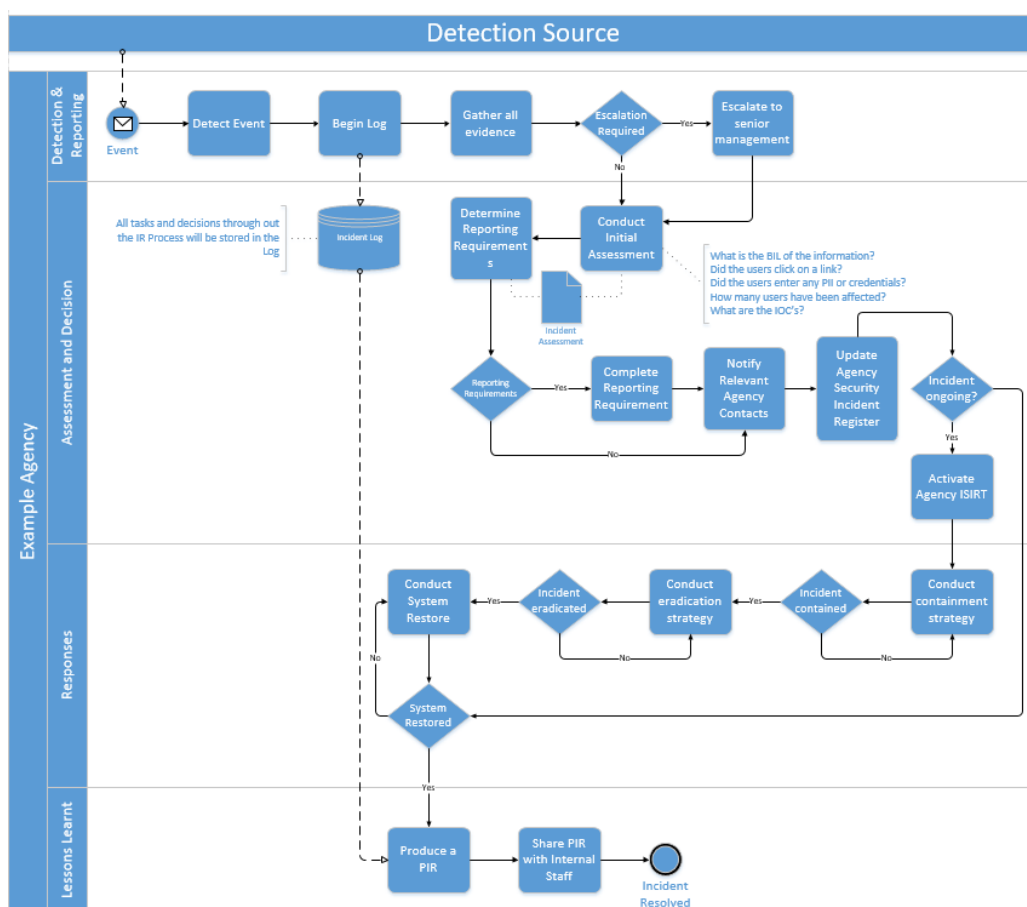 Detection Source
Example Agency
Detection &
Reporting
Event
Detect Event
Begin Log
Gather all
evidence
Escalation
Required
Yes
Escalate to
senior
management
No
Assessment and Decision
All tasks and decisions through out
the IR Process will be stored in the
Log
Incident Log
Determine
Reporting
Requirement
s
Conduct
Initial
Assessment
Incident
Assessment
What is the BIL of the information?
Did the users click on a link?
Did the users enter any PII or credentials?
How many users have been affected?
What are the IOC's?
Reporting
Requirements
Yes
Complete
Reporting
Requirement
Notify
Relevant
Agency
Contacts
Update
Agency
Security
Incident
Register
Incident
ongoing?
No
Yes
Activate
Agency ISIRT
Responses
Conduct
System
Restore
Yes
Incident
eradicated
Conduct
eradication
strategy
Yes
Incident
contained
Conduct
containment
strategy
No
No
No
System
Restored
Yes
Lessons Learnt
Produce a
PIR
Share PIR
with Internal
Staff
Incident
Resolved